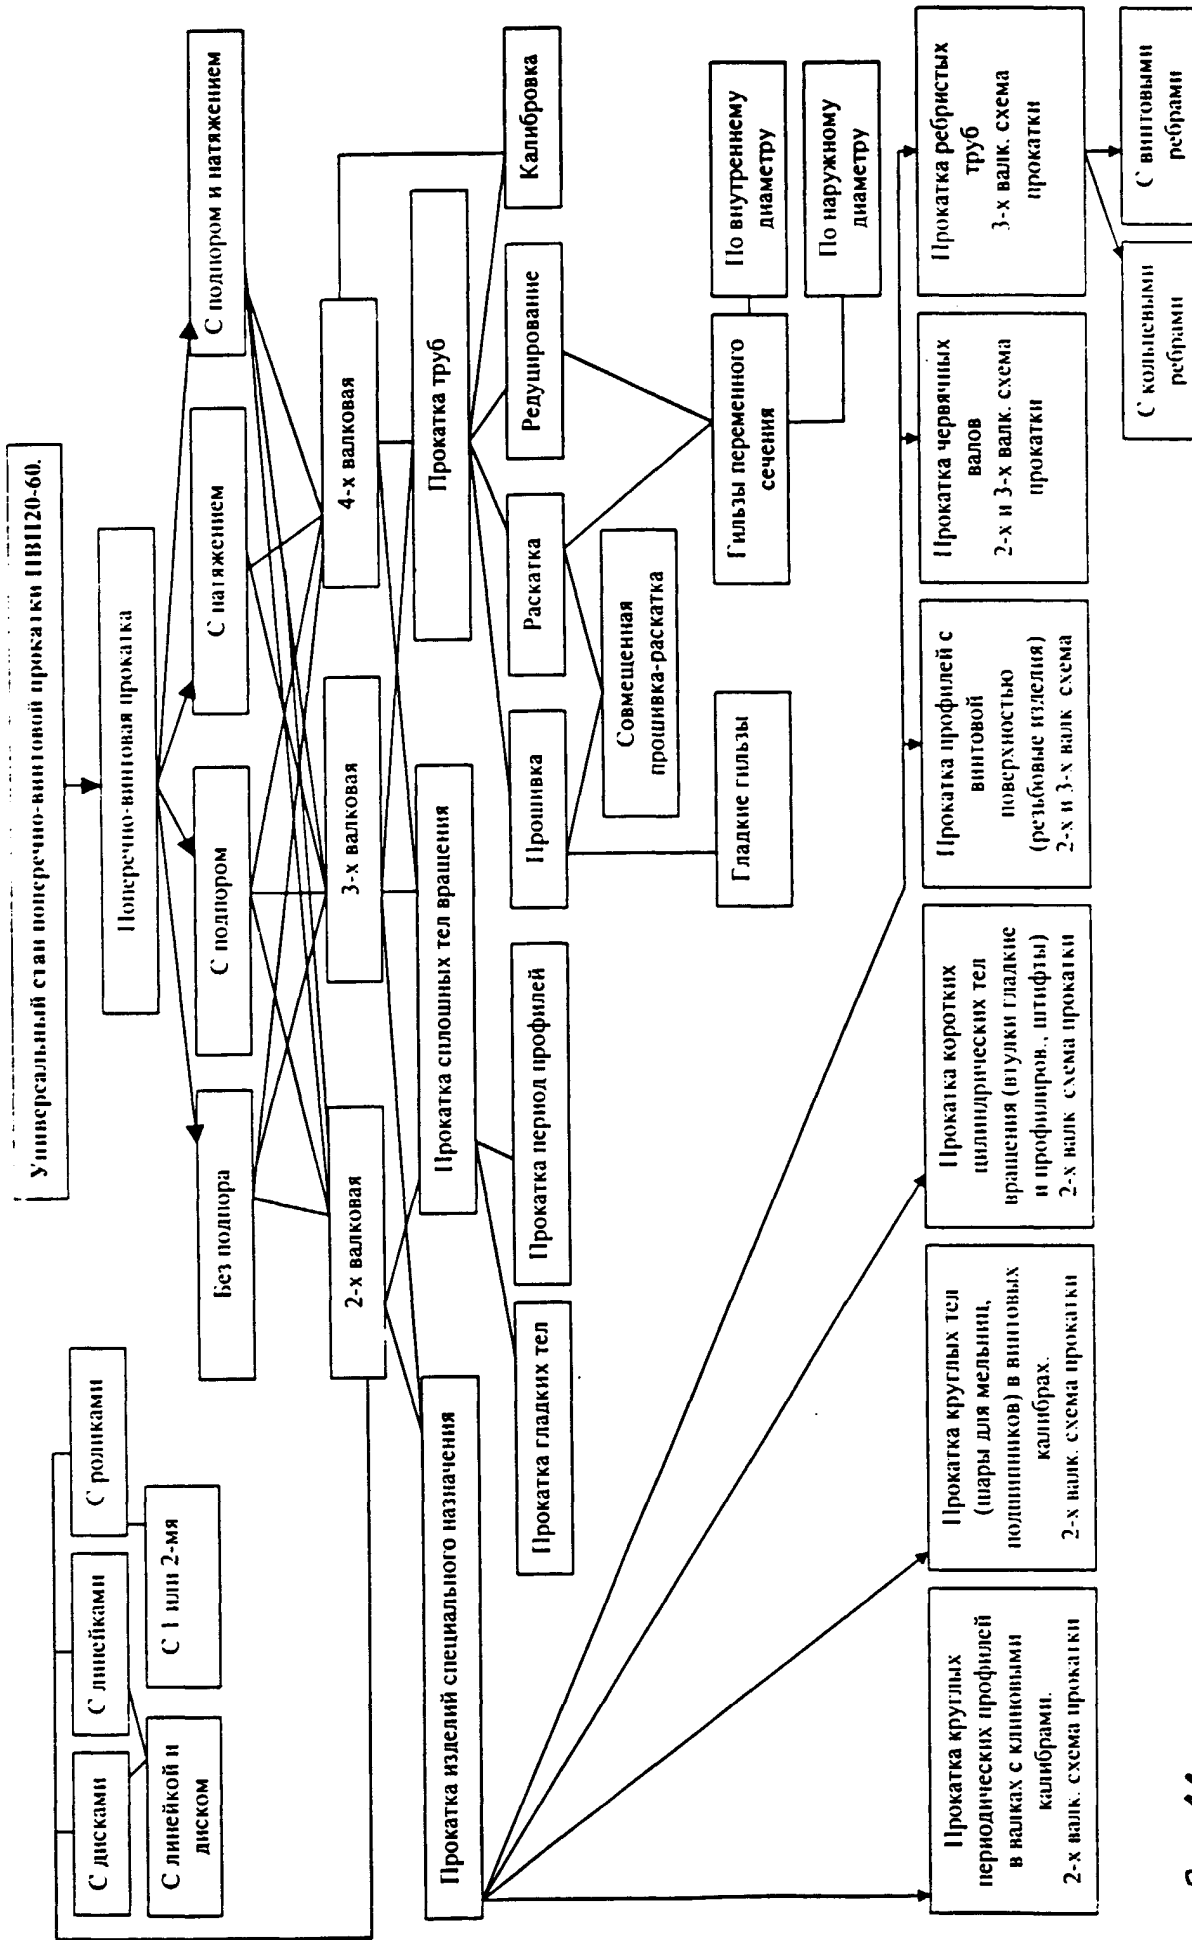 Универсальный стан поперечно-винтовой прокатки ПВП20-60.
Поперечно-винтовая прокатка
С дисками
С линейками
С роликами
С линейкой и
диском
С 1 или 2-мя
Без подпора
С подпором
С натяжением
С подпором и натяжением
2-х валковая
3-х валковая
4-х валковая
Прокатка изделий специального назначения
Прокатка сплошных тел вращения
Прокатка труб
Прокатка гладких тел
Прокатка период профилей
Прошивка
Раскатка
Редуцирование
Калибровка
Совмещенная
прошивка-раскатка
Гладкие гильзы
Гильзы переменного
сечения
По внутреннему
диаметру
По наружному
диаметру
Прокатка круглых
периодических профилей
в валках с клиновыми
калибрами.
2-х валк. схема прокатки
Прокатка круглых тел
(шары для мельниц,
подшипников) в винтовых
калибрах.
2-х валк. схема прокатки
Прокатка коротких
цилиндрических тел
вращения (втулки гладкие
и профилиров., штифты)
2-х валк схема прокатки
Прокатка профилей с
винтовой
поверхностью
(резьбовые изделия)
2-х и 3-х валк схема
Прокатка червячных
валов
2-х и 3-х валк. схема
прокатки
Прокатка ребристых
труб
3-х валк. схема
прокатки
С кольцевыми
ребрами
С винтовыми
ребрами